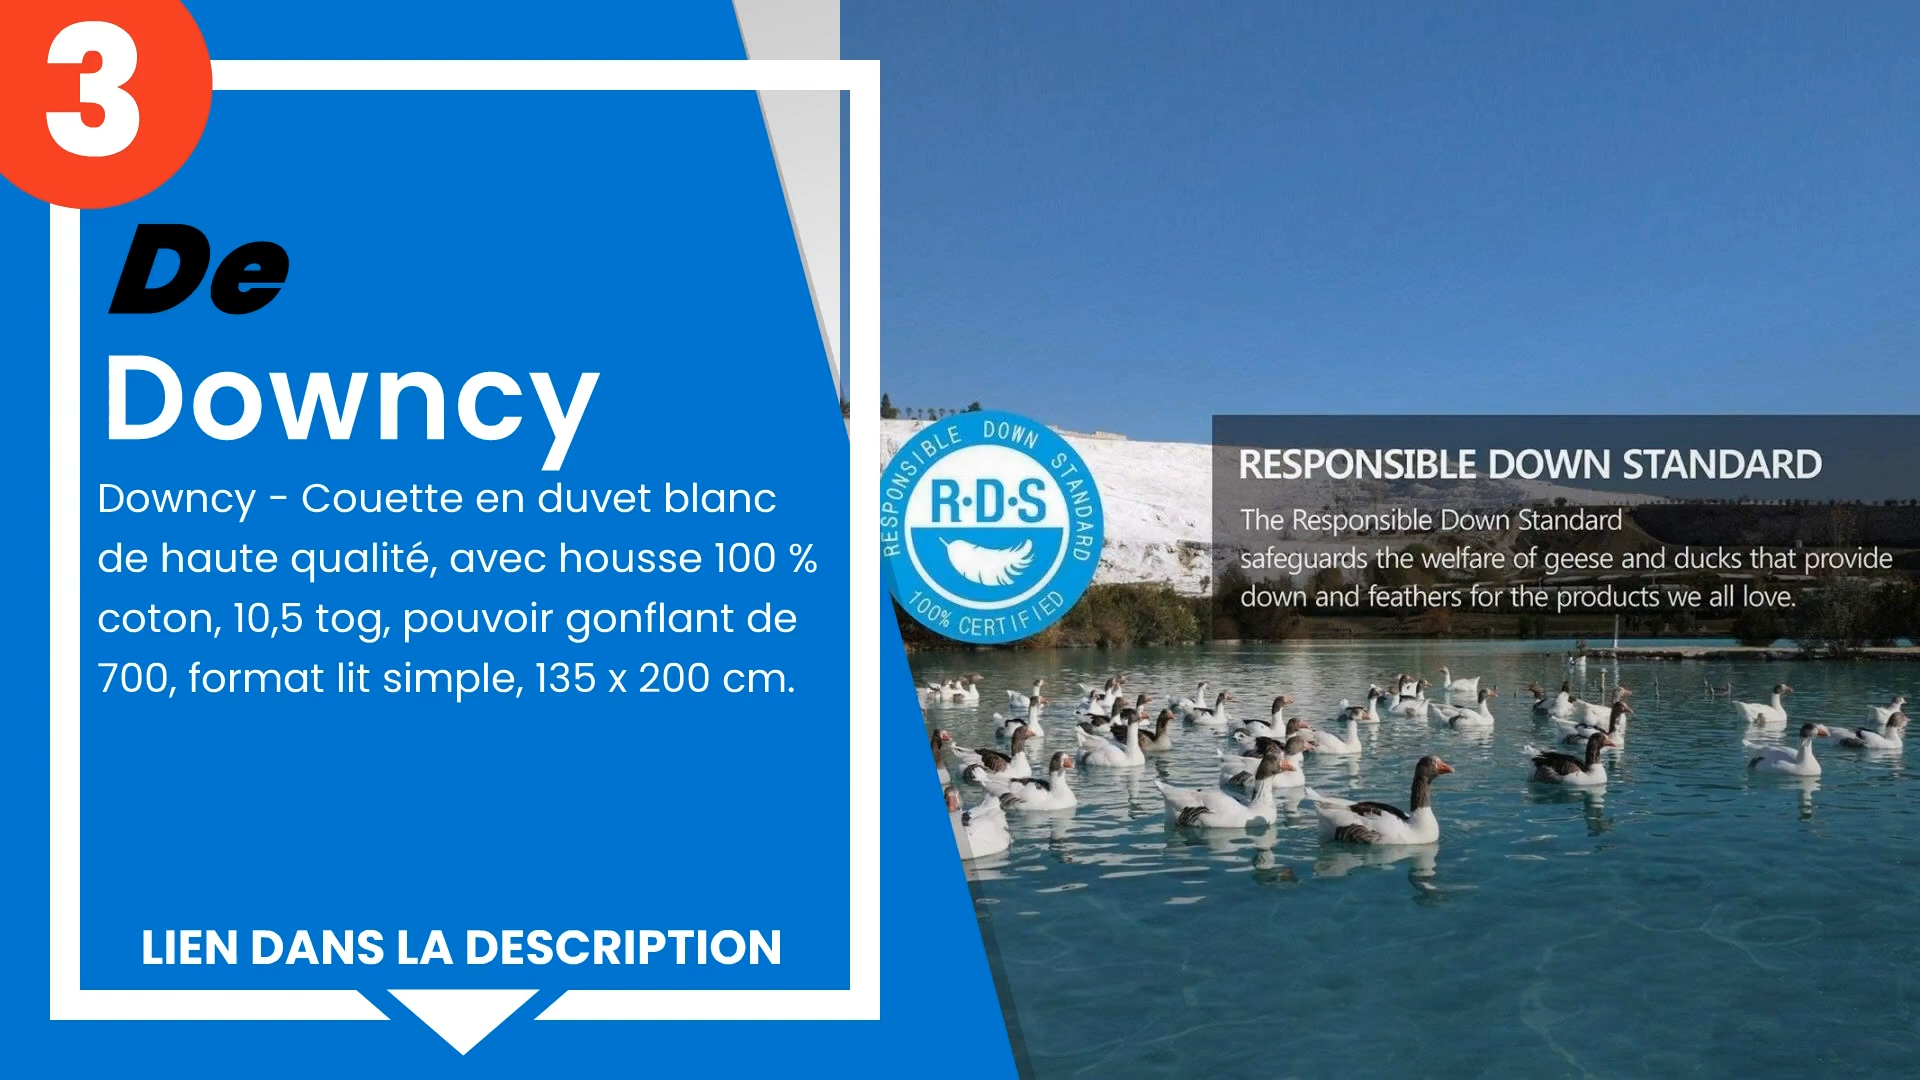 3
De
Downcy
Downcy - Couette en duvet blanc
de haute qualité, avec housse 100 %
coton, 10,5 tog, pouvoir gonflant de
700, format lit simple, 135 x 200 cm.
LIEN DANS LA DESCRIPTION
RESPONSIBLE DOWN STANDARD
R·D·S
100% CERTIFIED
RESPONSIBLE DOWN STANDARD
The Responsible Down Standard
safeguards the welfare of geese and ducks that provide
down and feathers for the products we all love.